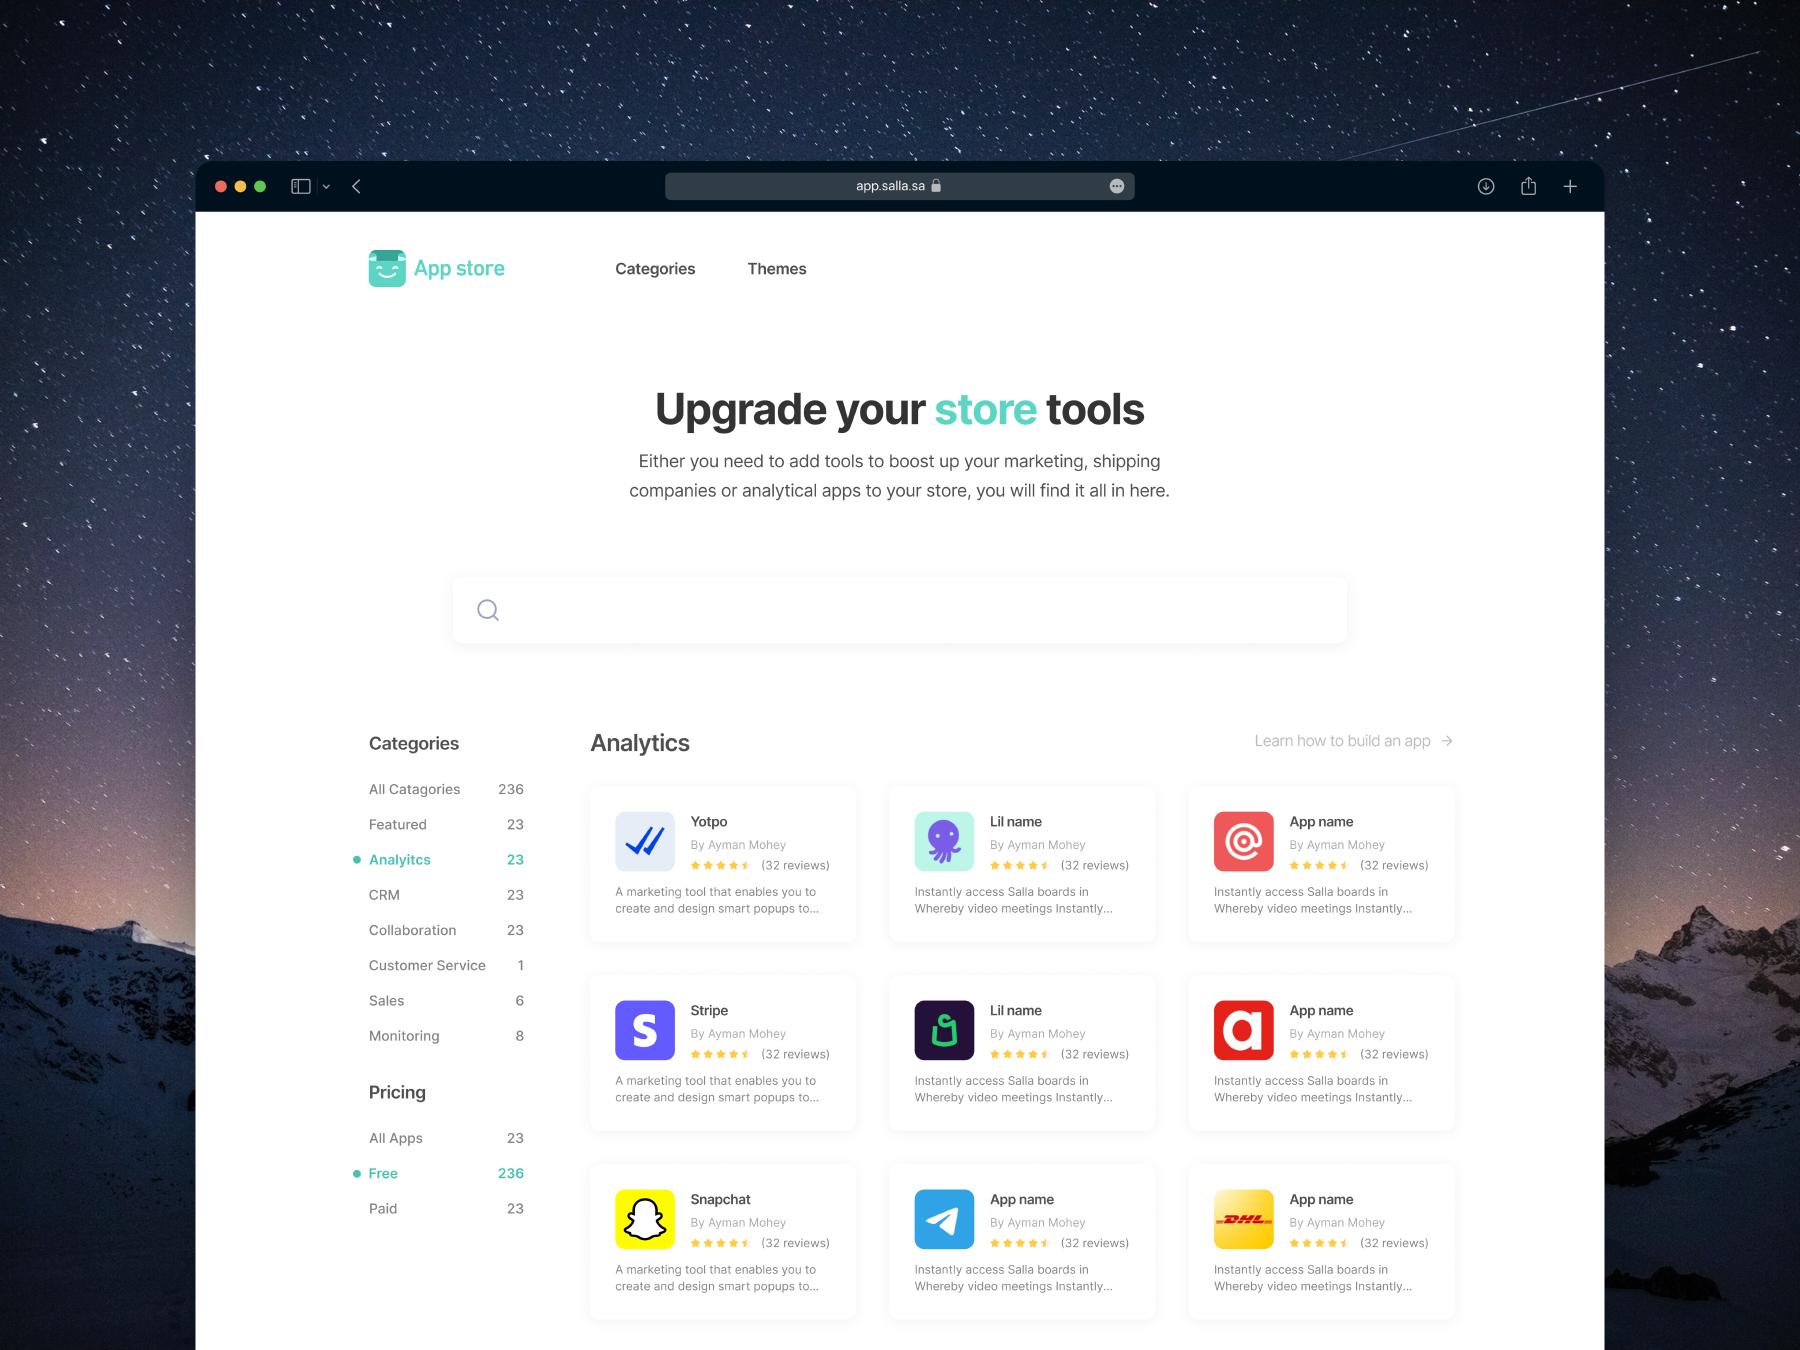 app.salla.sa
App store
Categories
Themes
Upgrade your store tools
Either you need to add tools to boost up your marketing, shipping
companies or analytical apps to your store, you will find it all in here.
Categories
All Catagories 236
Featured 23
Analyitcs 23
CRM 23
Collaboration 23
Customer Service 1
Sales 6
Monitoring 8
Pricing
All Apps 23
Free 236
Paid 23
Analytics
Learn how to build an app →
Yotpo
By Ayman Mohey
(32 reviews)
A marketing tool that enables you to
create and design smart popups to...
Lil name
By Ayman Mohey
(32 reviews)
Instantly access Salla boards in
Whereby video meetings Instantly...
App name
By Ayman Mohey
(32 reviews)
Instantly access Salla boards in
Whereby video meetings Instantly...
S
Stripe
By Ayman Mohey
(32 reviews)
A marketing tool that enables you to
create and design smart popups to...
Lil name
By Ayman Mohey
(32 reviews)
Instantly access Salla boards in
Whereby video meetings Instantly...
a
App name
By Ayman Mohey
(32 reviews)
Instantly access Salla boards in
Whereby video meetings Instantly...
Snapchat
By Ayman Mohey
(32 reviews)
A marketing tool that enables you to
create and design smart popups to...
App name
By Ayman Mohey
(32 reviews)
Instantly access Salla boards in
Whereby video meetings Instantly...
DHL
App name
By Ayman Mohey
(32 reviews)
Instantly access Salla boards in
Whereby video meetings Instantly...